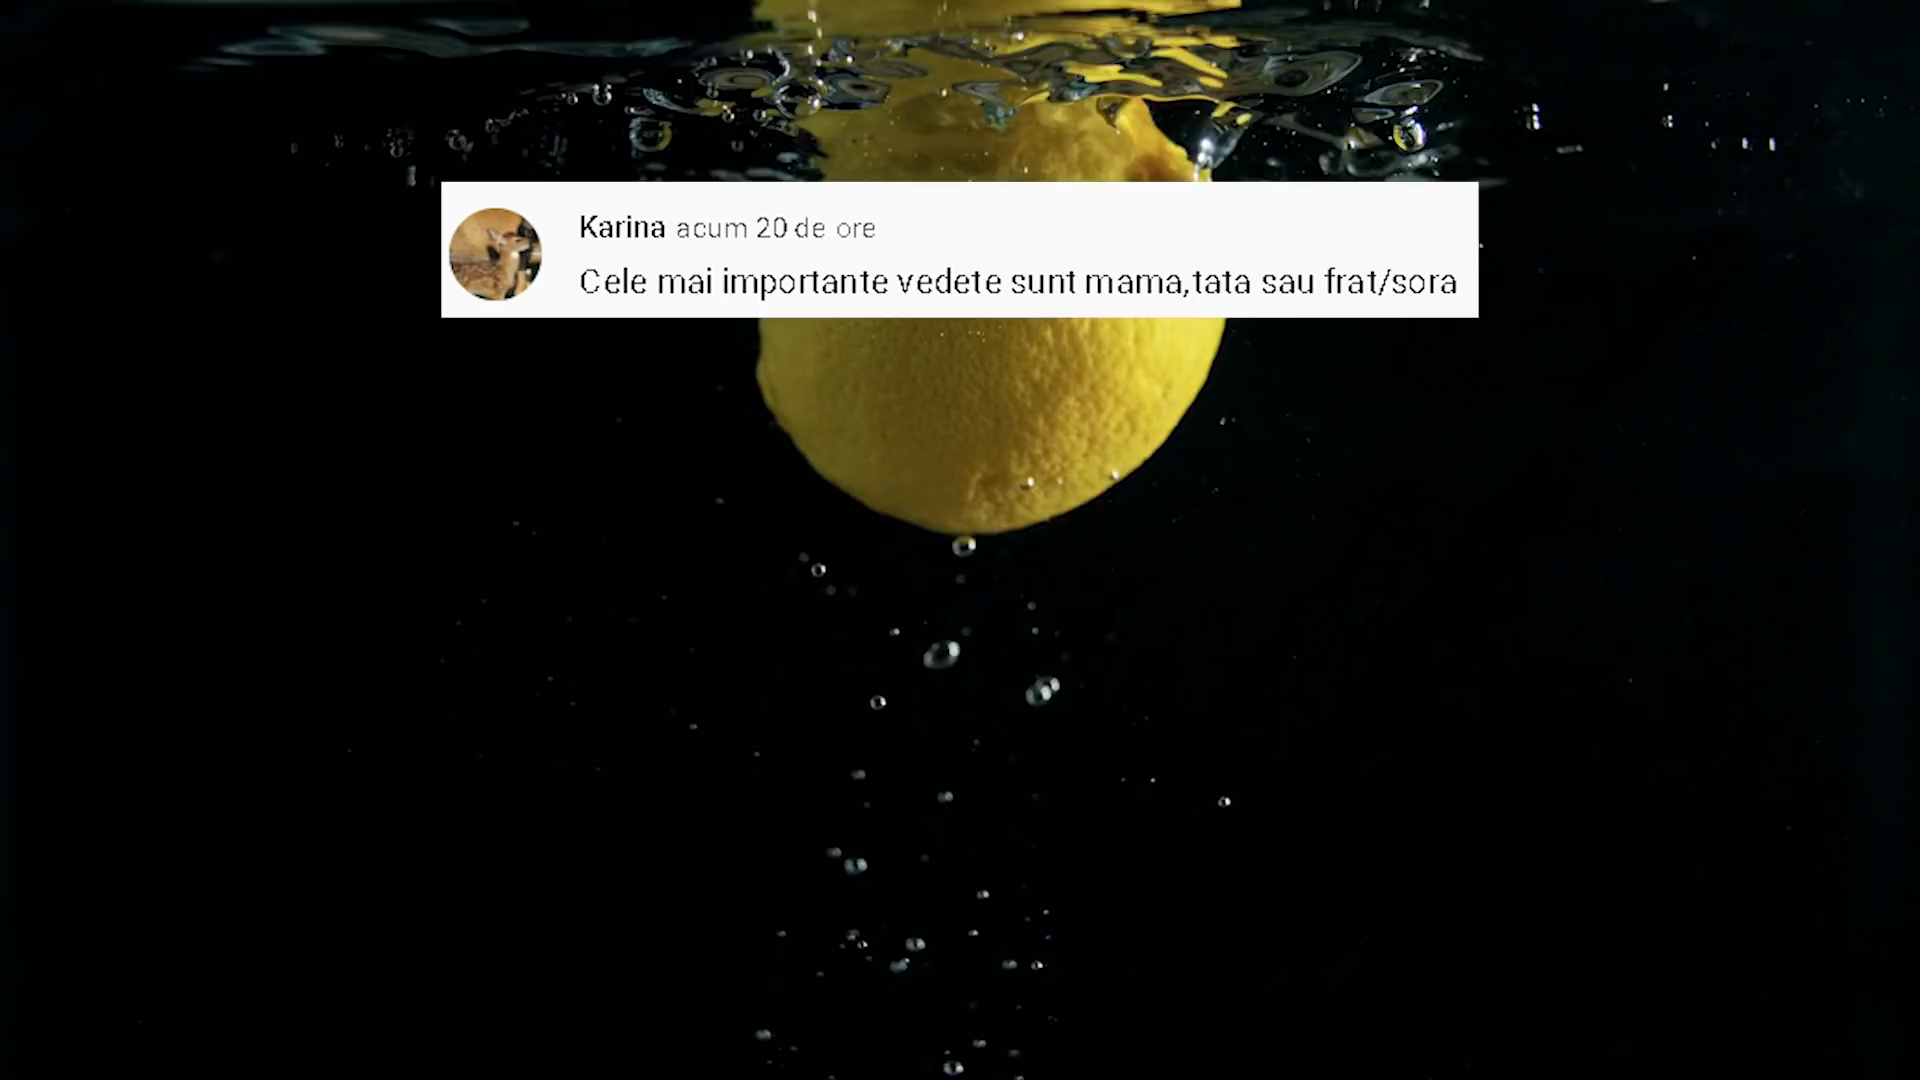 Karina acum 20 de ore
Cele mai importante vedete sunt mama,tata sau frat/sora